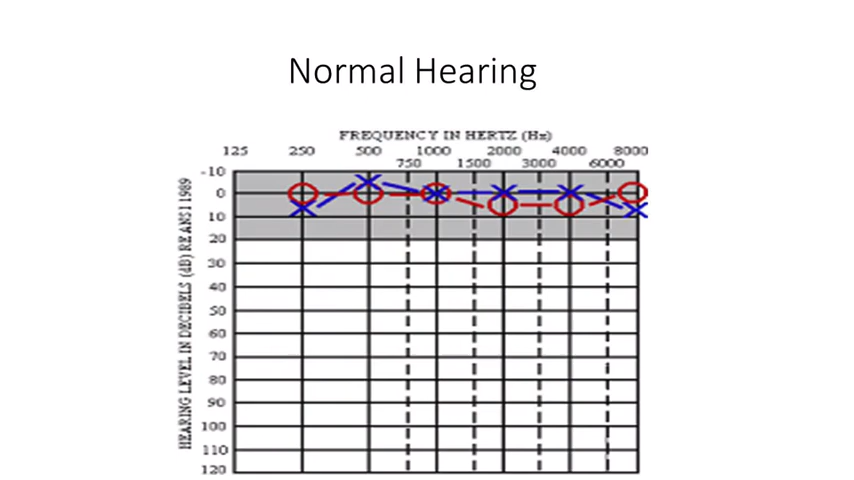 Normal Hearing
FREQUENCY IN HERTZ (Hz)
125 250 500 1000 2000 4000 8000
750 1500 3000 6000
HEARING LEVEL IN DECIBELS (dB) RE ANSI 1989
-10
0
10
20
30
40
50
60
70
80
90
100
110
120